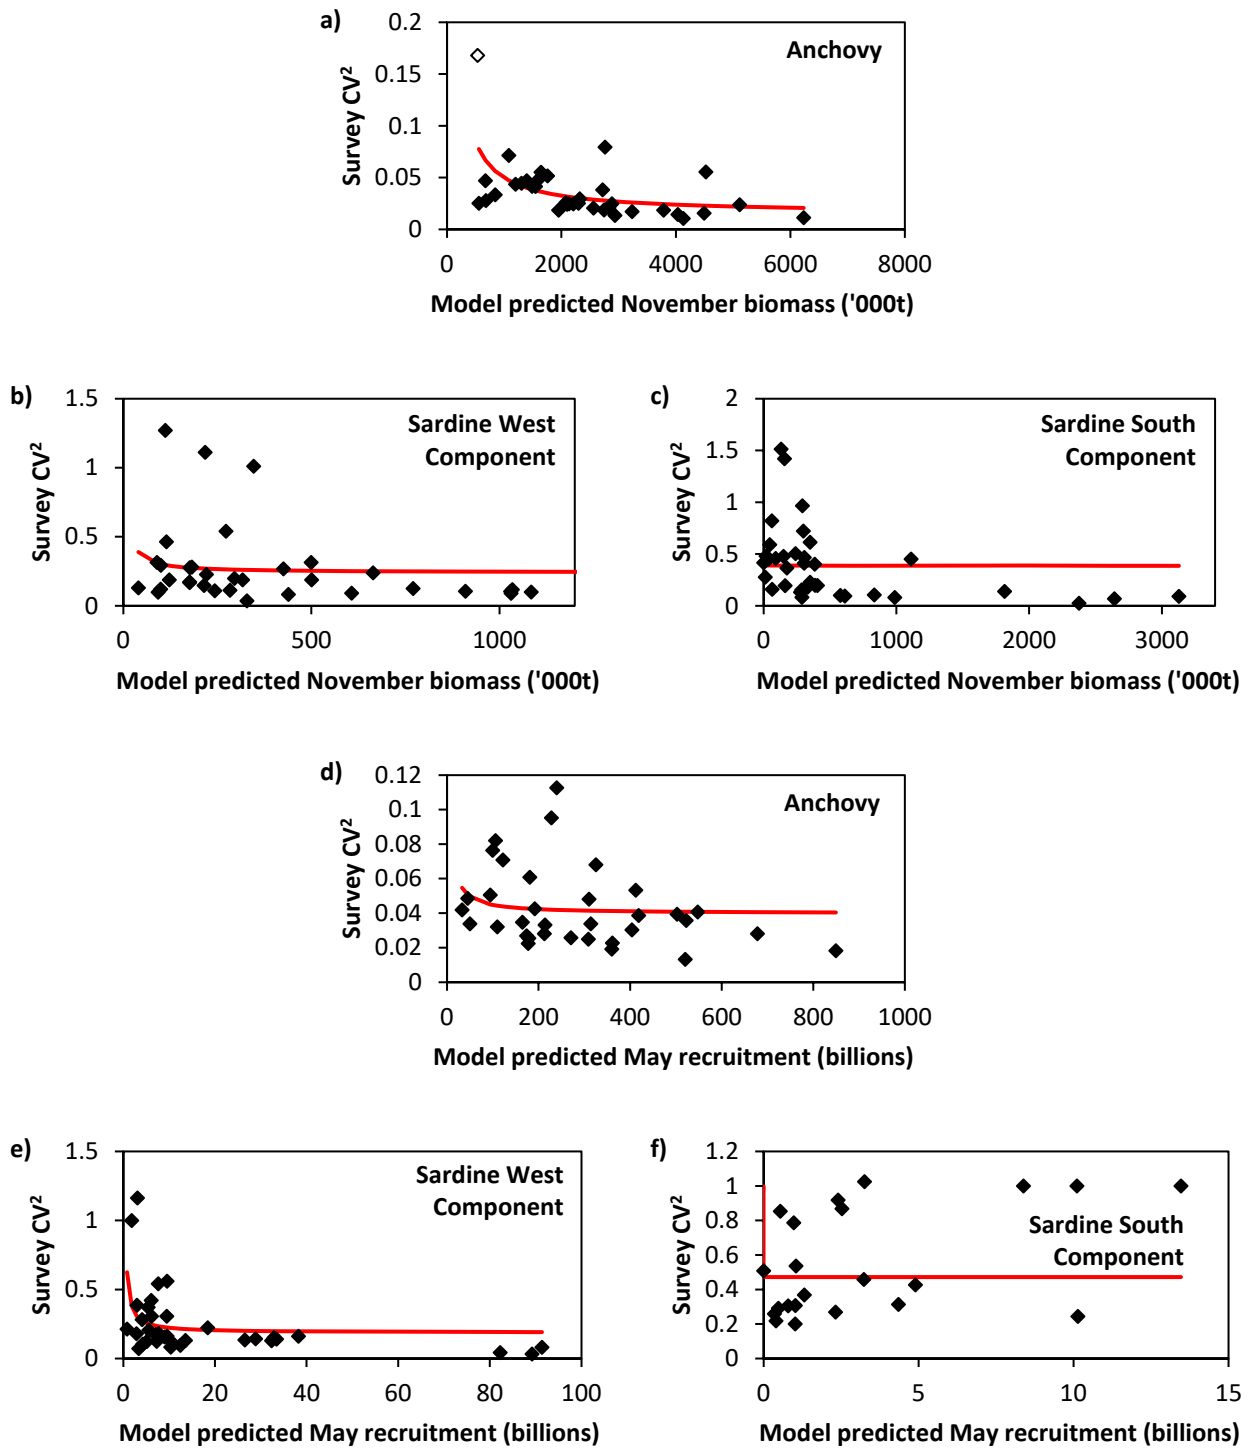 a)
Anchovy
Survey CV²
0.2
0.15
0.1
0.05
0
0 2000 4000 6000 8000
Model predicted November biomass ('000t)
b)
Sardine West
Component
Survey CV²
1.5
1
0.5
0
0 500 1000
Model predicted November biomass ('000t)
c)
Sardine South
Component
Survey CV²
2
1.5
1
0.5
0
0 1000 2000 3000
Model predicted November biomass ('000t)
d)
Anchovy
Survey CV²
0.12
0.1
0.08
0.06
0.04
0.02
0
0 200 400 600 800 1000
Model predicted May recruitment (billions)
e)
Sardine West
Component
Survey CV²
1.5
1
0.5
0
0 20 40 60 80 100
Model predicted May recruitment (billions)
f)
Sardine South
Component
Survey CV²
1.2
1
0.8
0.6
0.4
0.2
0
0 5 10 15
Model predicted May recruitment (billions)